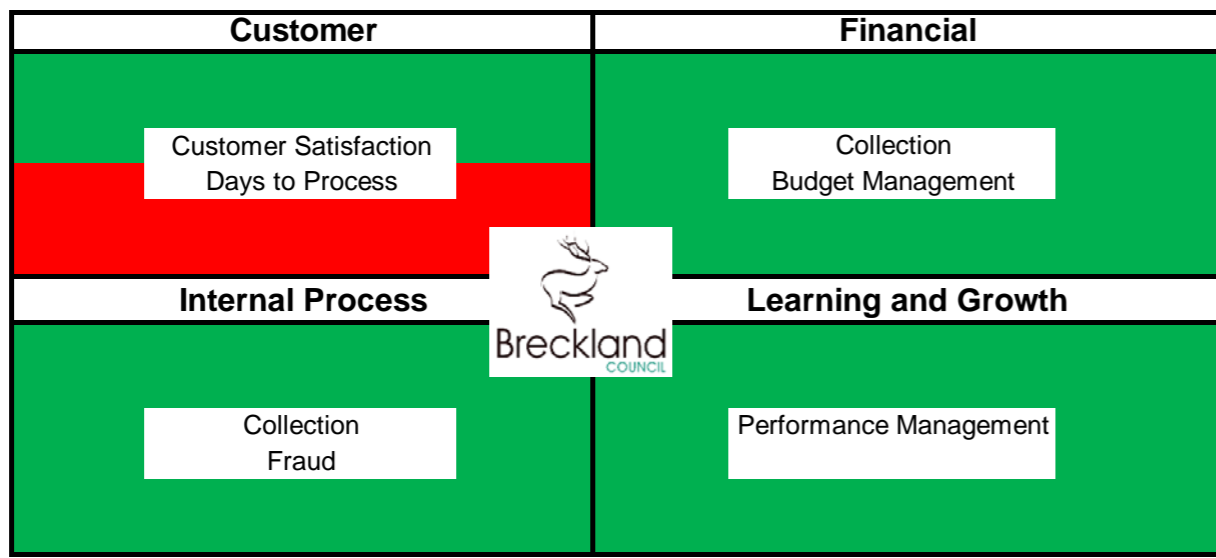 Customer
Financial
Customer Satisfaction
Days to Process
Collection
Budget Management
Internal Process
Learning and Growth
Breckland
COUNCIL
Collection
Fraud
Performance Management